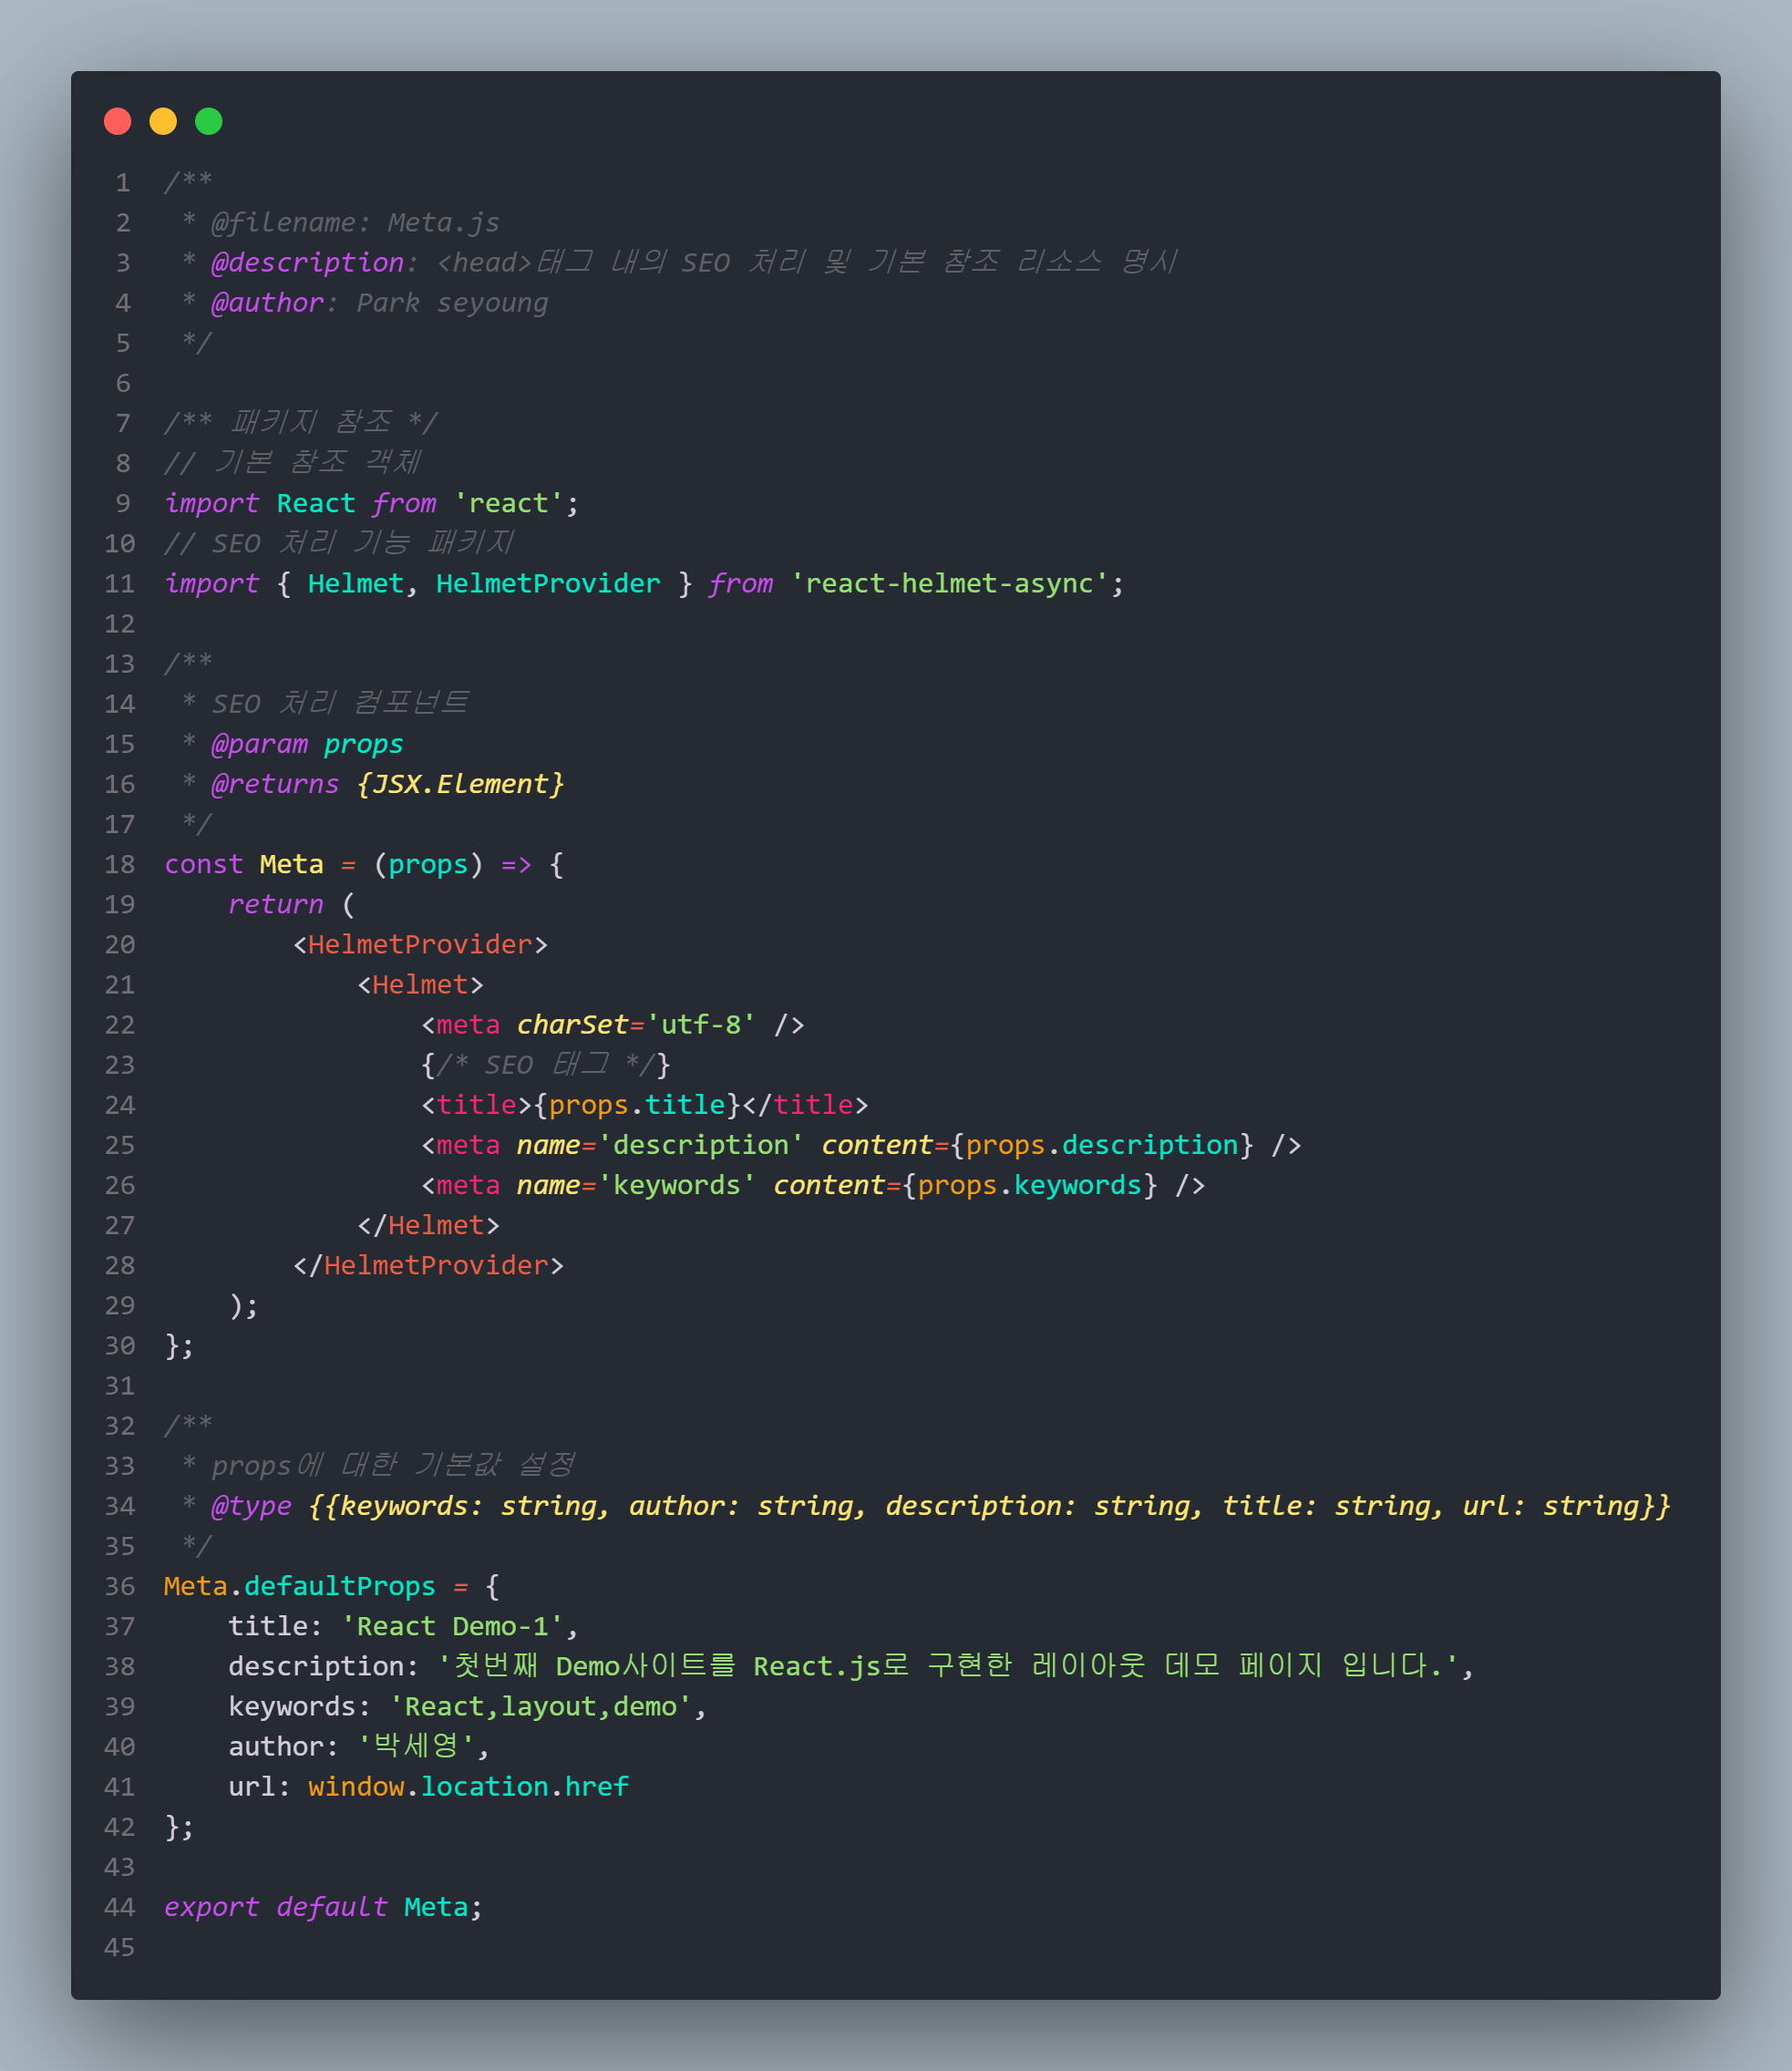 1 /**
2  * @filename: Meta.js
3  * @description: <head>태그 내의 SEO 처리 및 기본 참조 리소스 명시
4  * @author: Park seyoung
5  */
6
7 /** 패키지 참조 */
8 // 기본 참조 객체
9 import React from 'react';
10 // SEO 처리 기능 패키지
11 import { Helmet, HelmetProvider } from 'react-helmet-async';
12
13 /**
14  * SEO 처리 컴포넌트
15  * @param props
16  * @returns {JSX.Element}
17  */
18 const Meta = (props) => {
19     return (
20         <HelmetProvider>
21             <Helmet>
22                 <meta charSet='utf-8' />
23                 {/* SEO 태그 */}
24                 <title>{props.title}</title>
25                 <meta name='description' content={props.description} />
26                 <meta name='keywords' content={props.keywords} />
27             </Helmet>
28         </HelmetProvider>
29     );
30 };
31
32 /**
33  * props에 대한 기본값 설정
34  * @type {{keywords: string, author: string, description: string, title: string, url: string}}
35  */
36 Meta.defaultProps = {
37     title: 'React Demo-1',
38     description: '첫번째 Demo사이트를 React.js로 구현한 레이아웃 데모 페이지 입니다.',
39     keywords: 'React,layout,demo',
40     author: '박세영',
41     url: window.location.href
42 };
43
44 export default Meta;
45